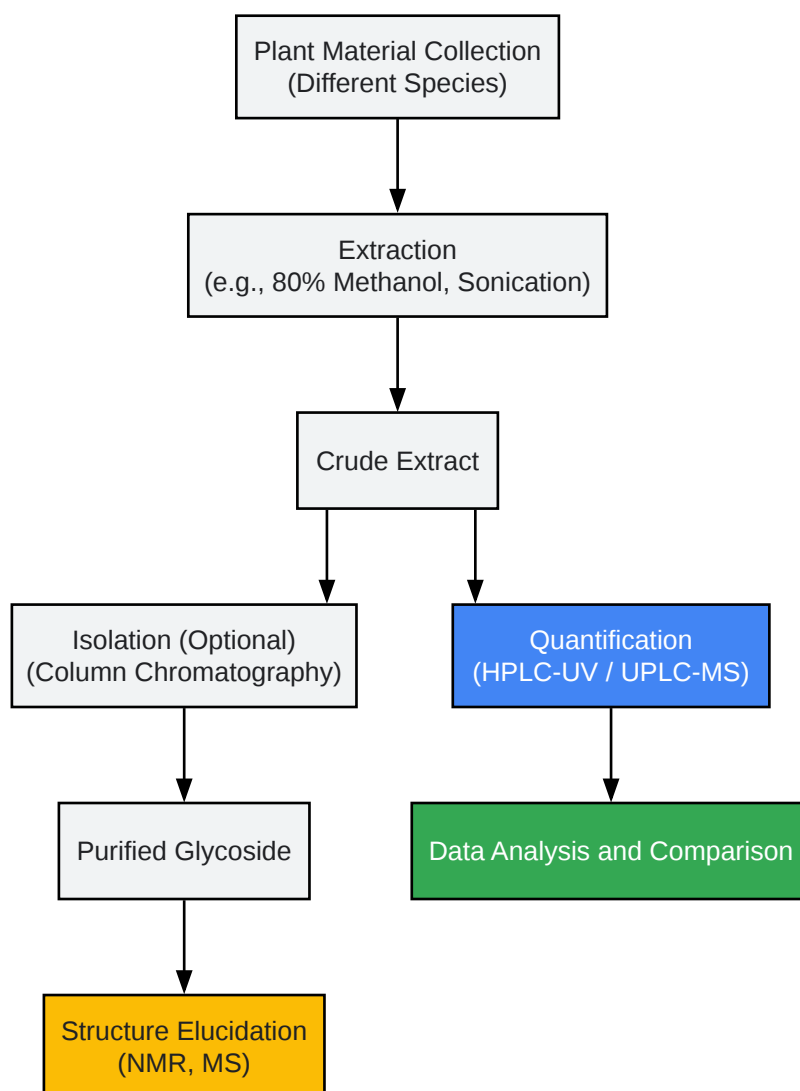 Plant Material Collection
(Different Species)
Extraction
(e.g., 80% Methanol, Sonication)
Crude Extract
Isolation (Optional)
(Column Chromatography)
Quantification
(HPLC-UV / UPLC-MS)
Purified Glycoside
Data Analysis and Comparison
Structure Elucidation
(NMR, MS)